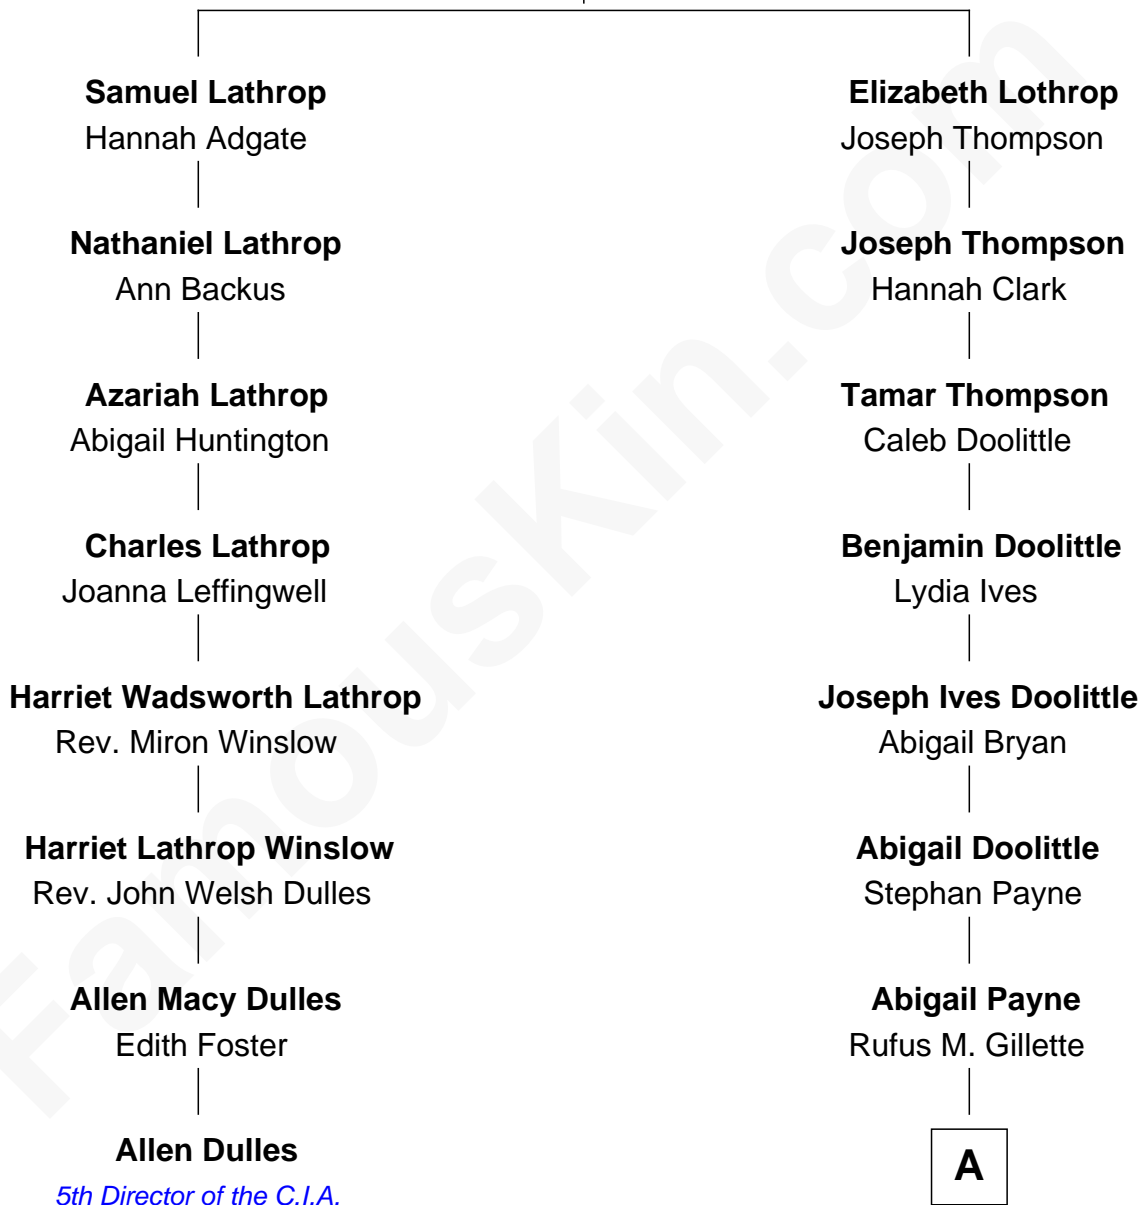 Samuel Lathrop
Hannah Adgate
Nathaniel Lathrop
Ann Backus
Azariah Lathrop
Abigail Huntington
Charles Lathrop
Joanna Leffingwell
Harriet Wadsworth Lathrop
Rev. Miron Winslow
Harriet Lathrop Winslow
Rev. John Welsh Dulles
Allen Macy Dulles
Edith Foster
Allen Dulles
5th Director of the C.I.A.
Elizabeth Lothrop
Joseph Thompson
Joseph Thompson
Hannah Clark
Tamar Thompson
Caleb Doolittle
Benjamin Doolittle
Lydia Ives
Joseph Ives Doolittle
Abigail Bryan
Abigail Doolittle
Stephan Payne
Abigail Payne
Rufus M. Gillette
A
FamousKin.com